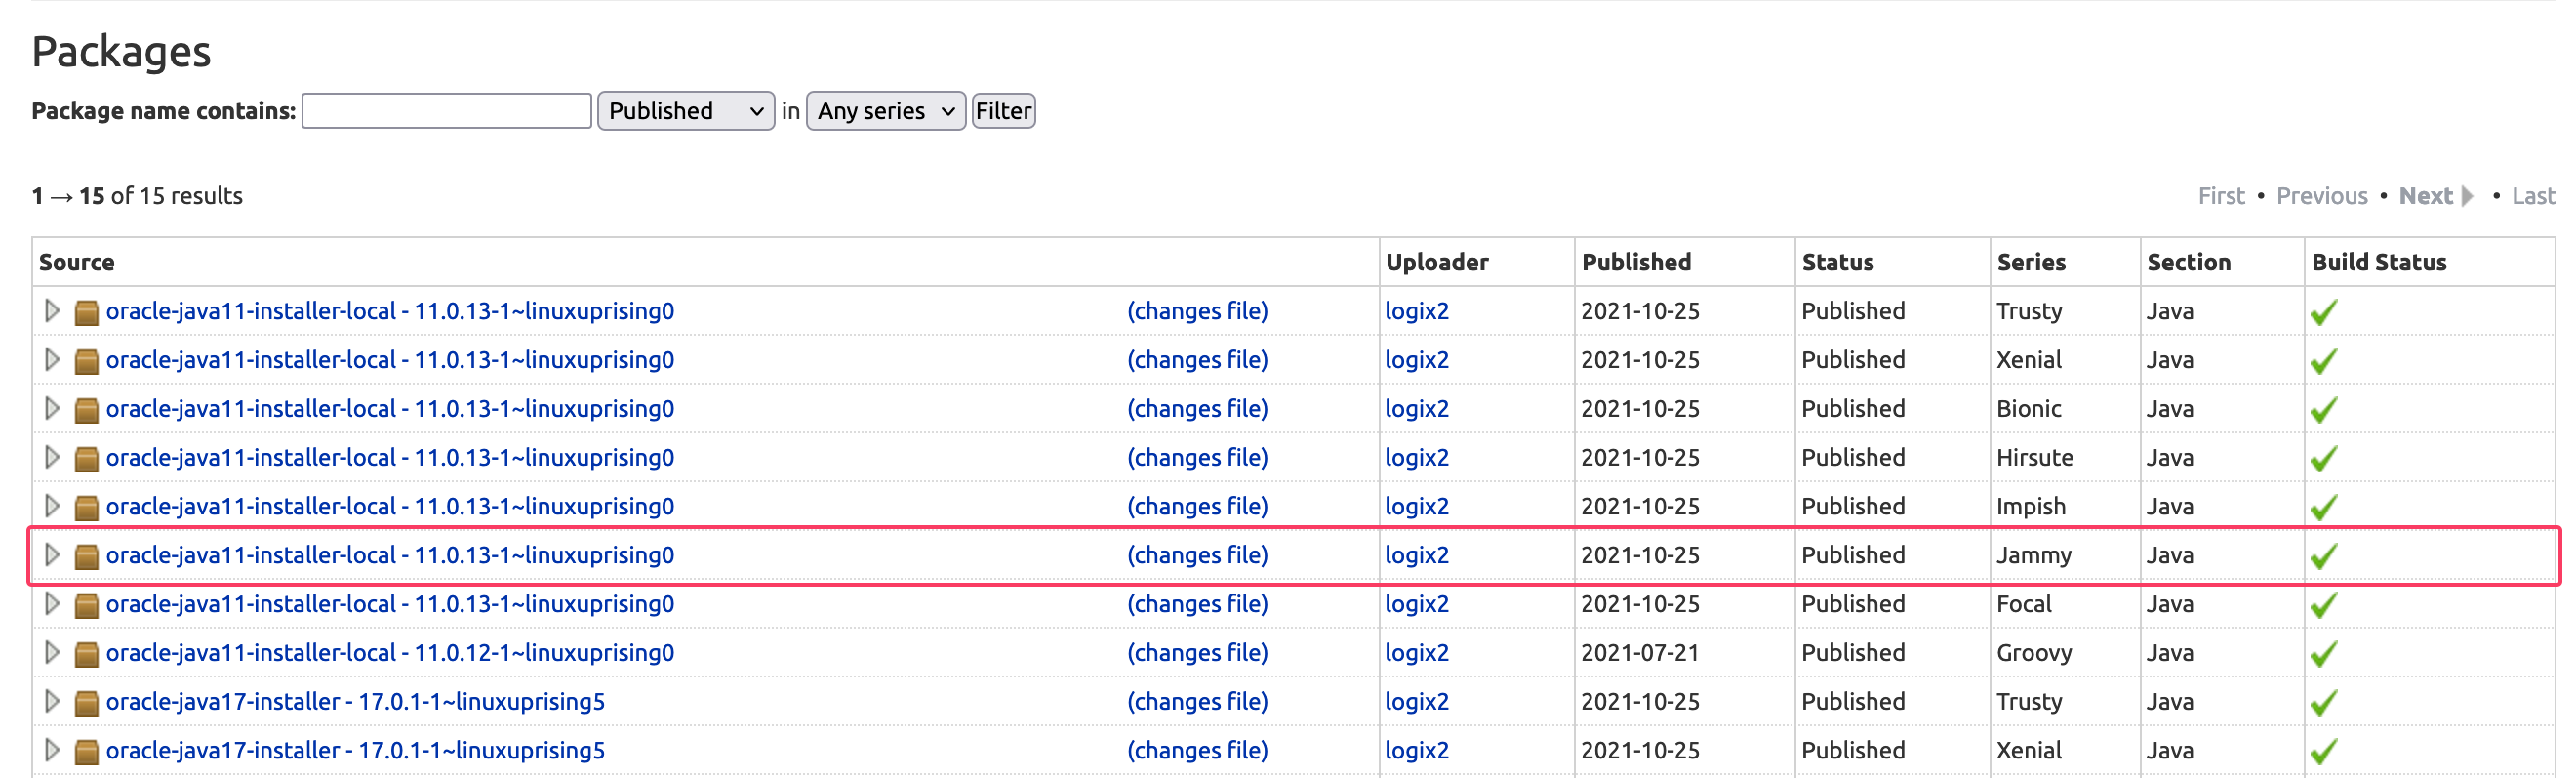 Packages
Package name contains: Published in Any series Filter
1 → 15 of 15 results First • Previous • Next • Last
Source Uploader Published Status Series Section Build Status
oracle-java11-installer-local - 11.0.13-1~linuxuprising0 (changes file) logix2 2021-10-25 Published Trusty Java
oracle-java11-installer-local - 11.0.13-1~linuxuprising0 (changes file) logix2 2021-10-25 Published Xenial Java
oracle-java11-installer-local - 11.0.13-1~linuxuprising0 (changes file) logix2 2021-10-25 Published Bionic Java
oracle-java11-installer-local - 11.0.13-1~linuxuprising0 (changes file) logix2 2021-10-25 Published Hirsute Java
oracle-java11-installer-local - 11.0.13-1~linuxuprising0 (changes file) logix2 2021-10-25 Published Impish Java
oracle-java11-installer-local - 11.0.13-1~linuxuprising0 (changes file) logix2 2021-10-25 Published Jammy Java
oracle-java11-installer-local - 11.0.13-1~linuxuprising0 (changes file) logix2 2021-10-25 Published Focal Java
oracle-java11-installer-local - 11.0.12-1~linuxuprising0 (changes file) logix2 2021-07-21 Published Groovy Java
oracle-java17-installer - 17.0.1-1~linuxuprising5 (changes file) logix2 2021-10-25 Published Trusty Java
oracle-java17-installer - 17.0.1-1~linuxuprising5 (changes file) logix2 2021-10-25 Published Xenial Java